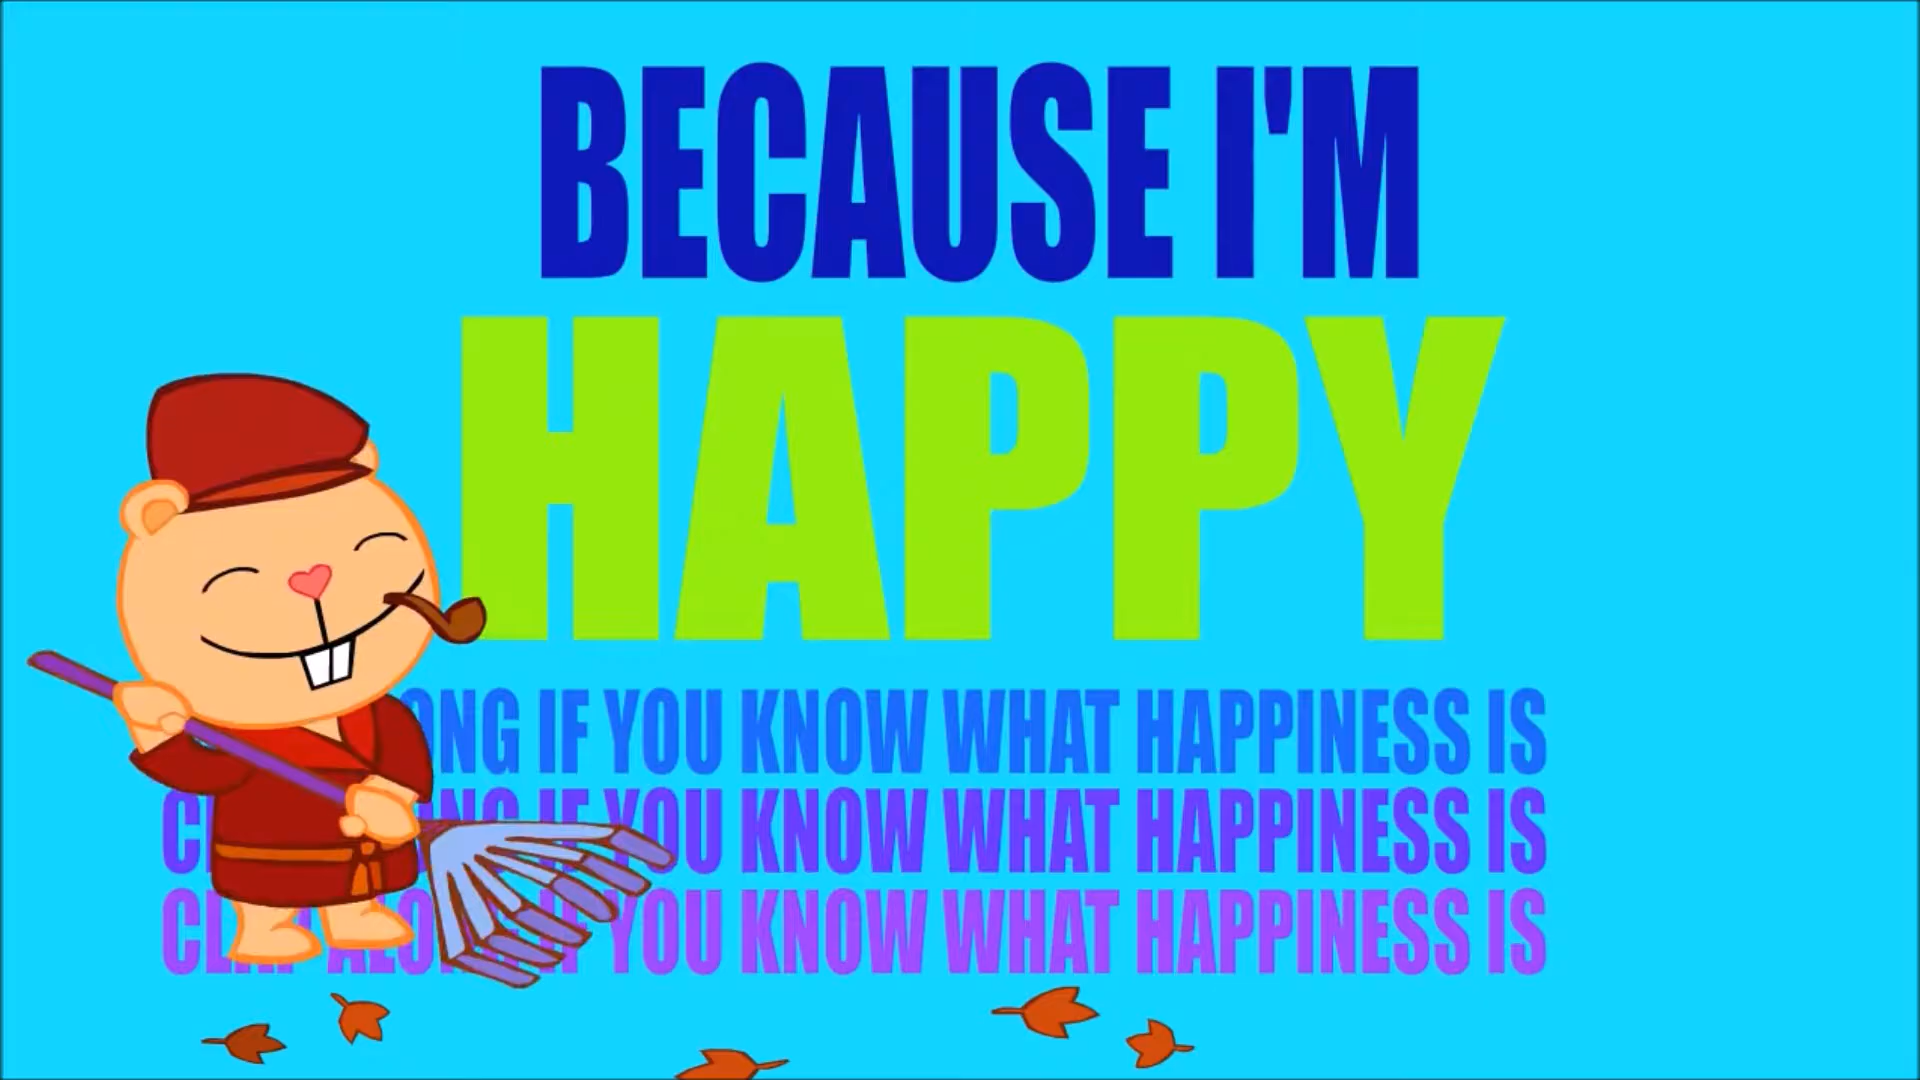 BECAUSE I'M
HAPPY
IF YOU KNOW WHAT HAPPINESS IS
YOU KNOW WHAT HAPPINESS IS
YOU KNOW WHAT HAPPINESS IS